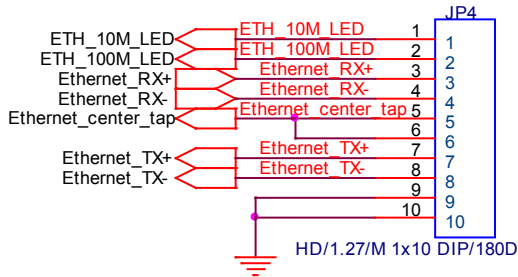 JP4
ETH_10M_LED ETH_10M_LED 1 1
ETH_100M_LED ETH_100M_LED 2 2
Ethernet_RX+ Ethernet_RX+ 3 3
Ethernet_RX- Ethernet_RX- 4 4
Ethernet_center_tap Ethernet_center_tap 5 5
6 6
Ethernet_TX+ Ethernet_TX+ 7 7
Ethernet_TX- Ethernet_TX- 8 8
9 9
10 10
HD/1.27/M 1x10 DIP/180D